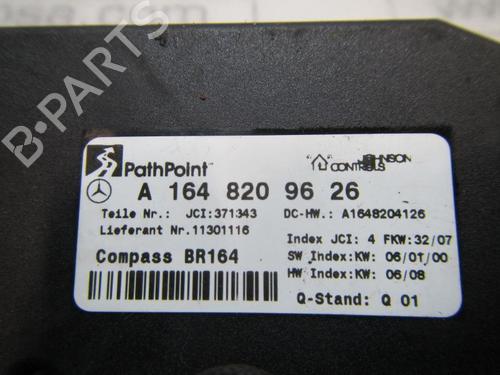 B-PARTS
PathPoint
JOHNSON CONTROLS
A 164 820 96 26
Teile Nr.: JCI:371343 DC-HW.: A1648204126
Lieferant Nr.11301116
Index JCI: 4 FKW:32/07
Compass BR164
SW Index:KW: 06/01/00
HW Index:KW: 06/08
Q-Stand: Q 01